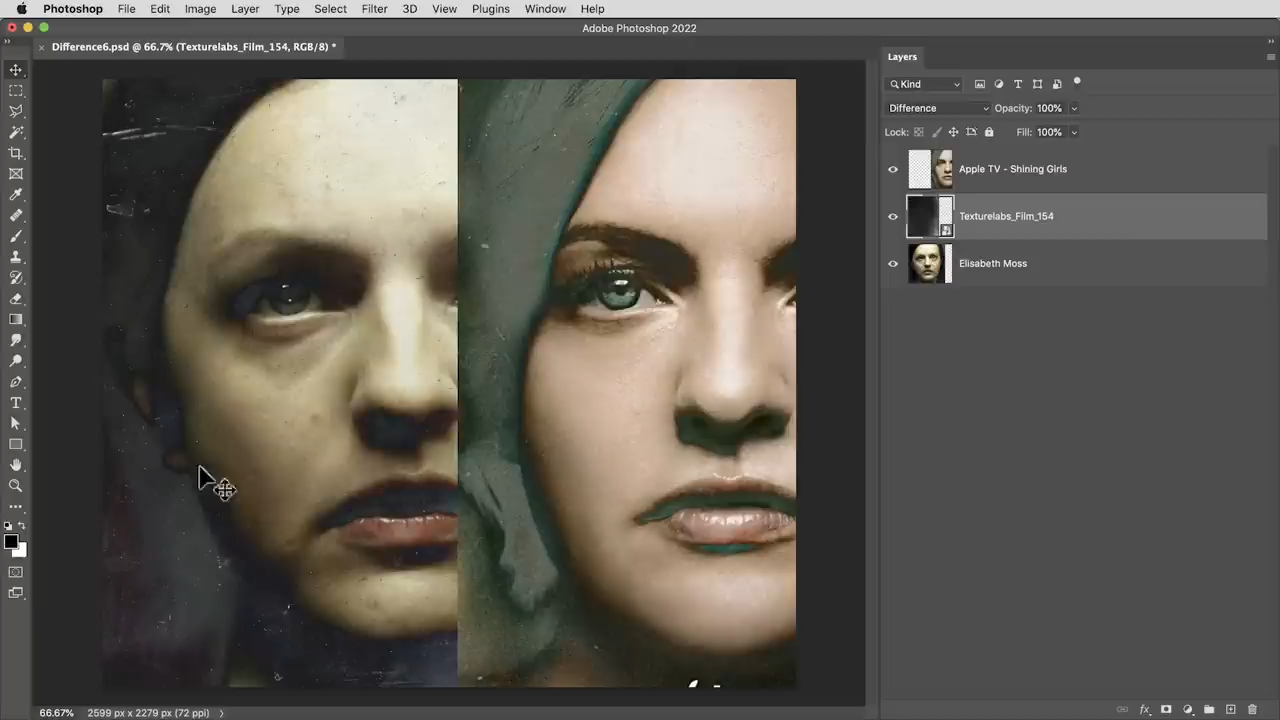 Photoshop File Edit Image Layer Type Select Filter 3D View Plugins Window Help
Adobe Photoshop 2022
Difference6.psd @ 66.7% (Texturelabs_Film_154, RGB/8) *
Layers
Kind
Difference Opacity: 100%
Lock: Fill: 100%
Apple TV - Shining Girls
Texturelabs_Film_154
Elisabeth Moss
66.67% 2599 px x 2279 px (72 ppi)